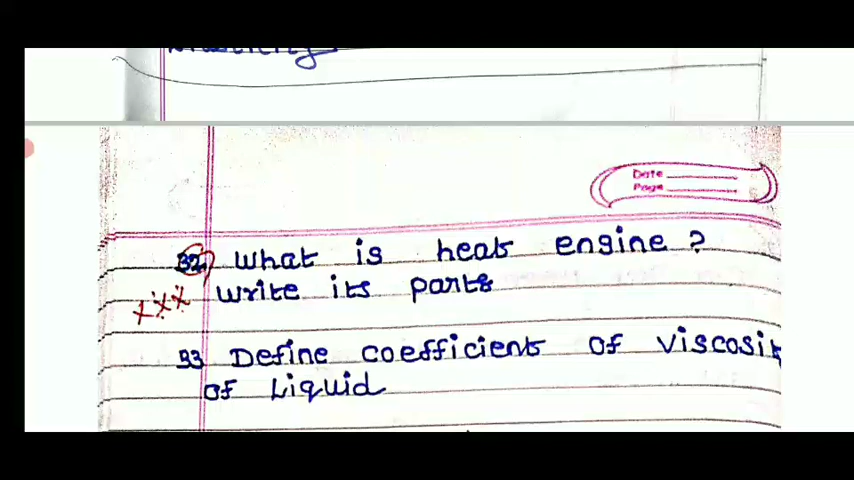 Date
Page
32, What is heat engine?
xxx Write its parts
33 Define coefficient of viscosit
of Liquid